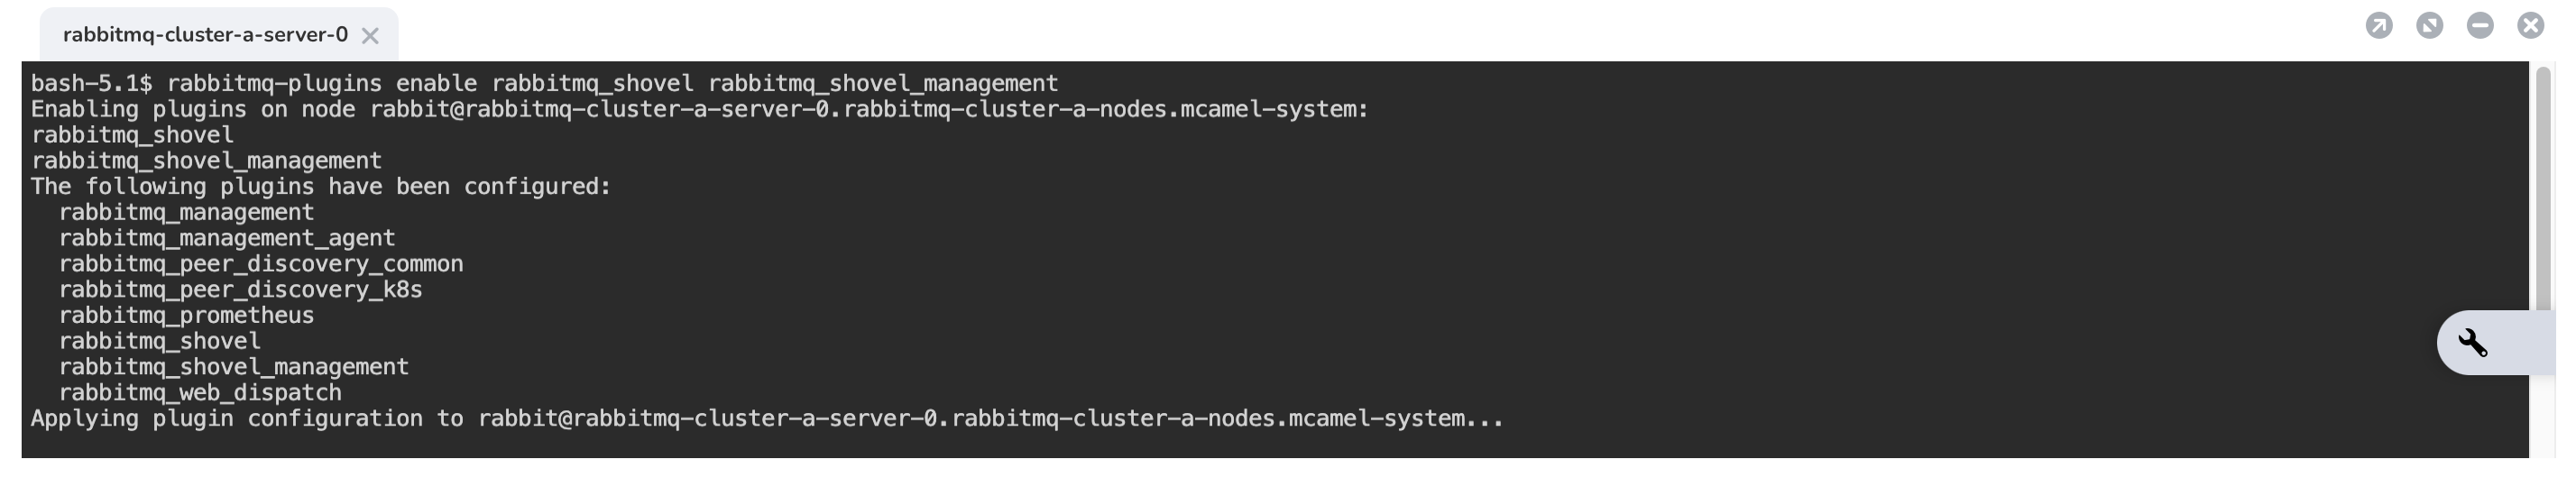 rabbitmq-cluster-a-server-0
bash-5.1$ rabbitmq-plugins enable rabbitmq_shovel rabbitmq_shovel_management
Enabling plugins on node rabbit@rabbitmq-cluster-a-server-0.rabbitmq-cluster-a-nodes.mcamel-system:
rabbitmq_shovel
rabbitmq_shovel_management
The following plugins have been configured:
  rabbitmq_management
  rabbitmq_management_agent
  rabbitmq_peer_discovery_common
  rabbitmq_peer_discovery_k8s
  rabbitmq_prometheus
  rabbitmq_shovel
  rabbitmq_shovel_management
  rabbitmq_web_dispatch
Applying plugin configuration to rabbit@rabbitmq-cluster-a-server-0.rabbitmq-cluster-a-nodes.mcamel-system...